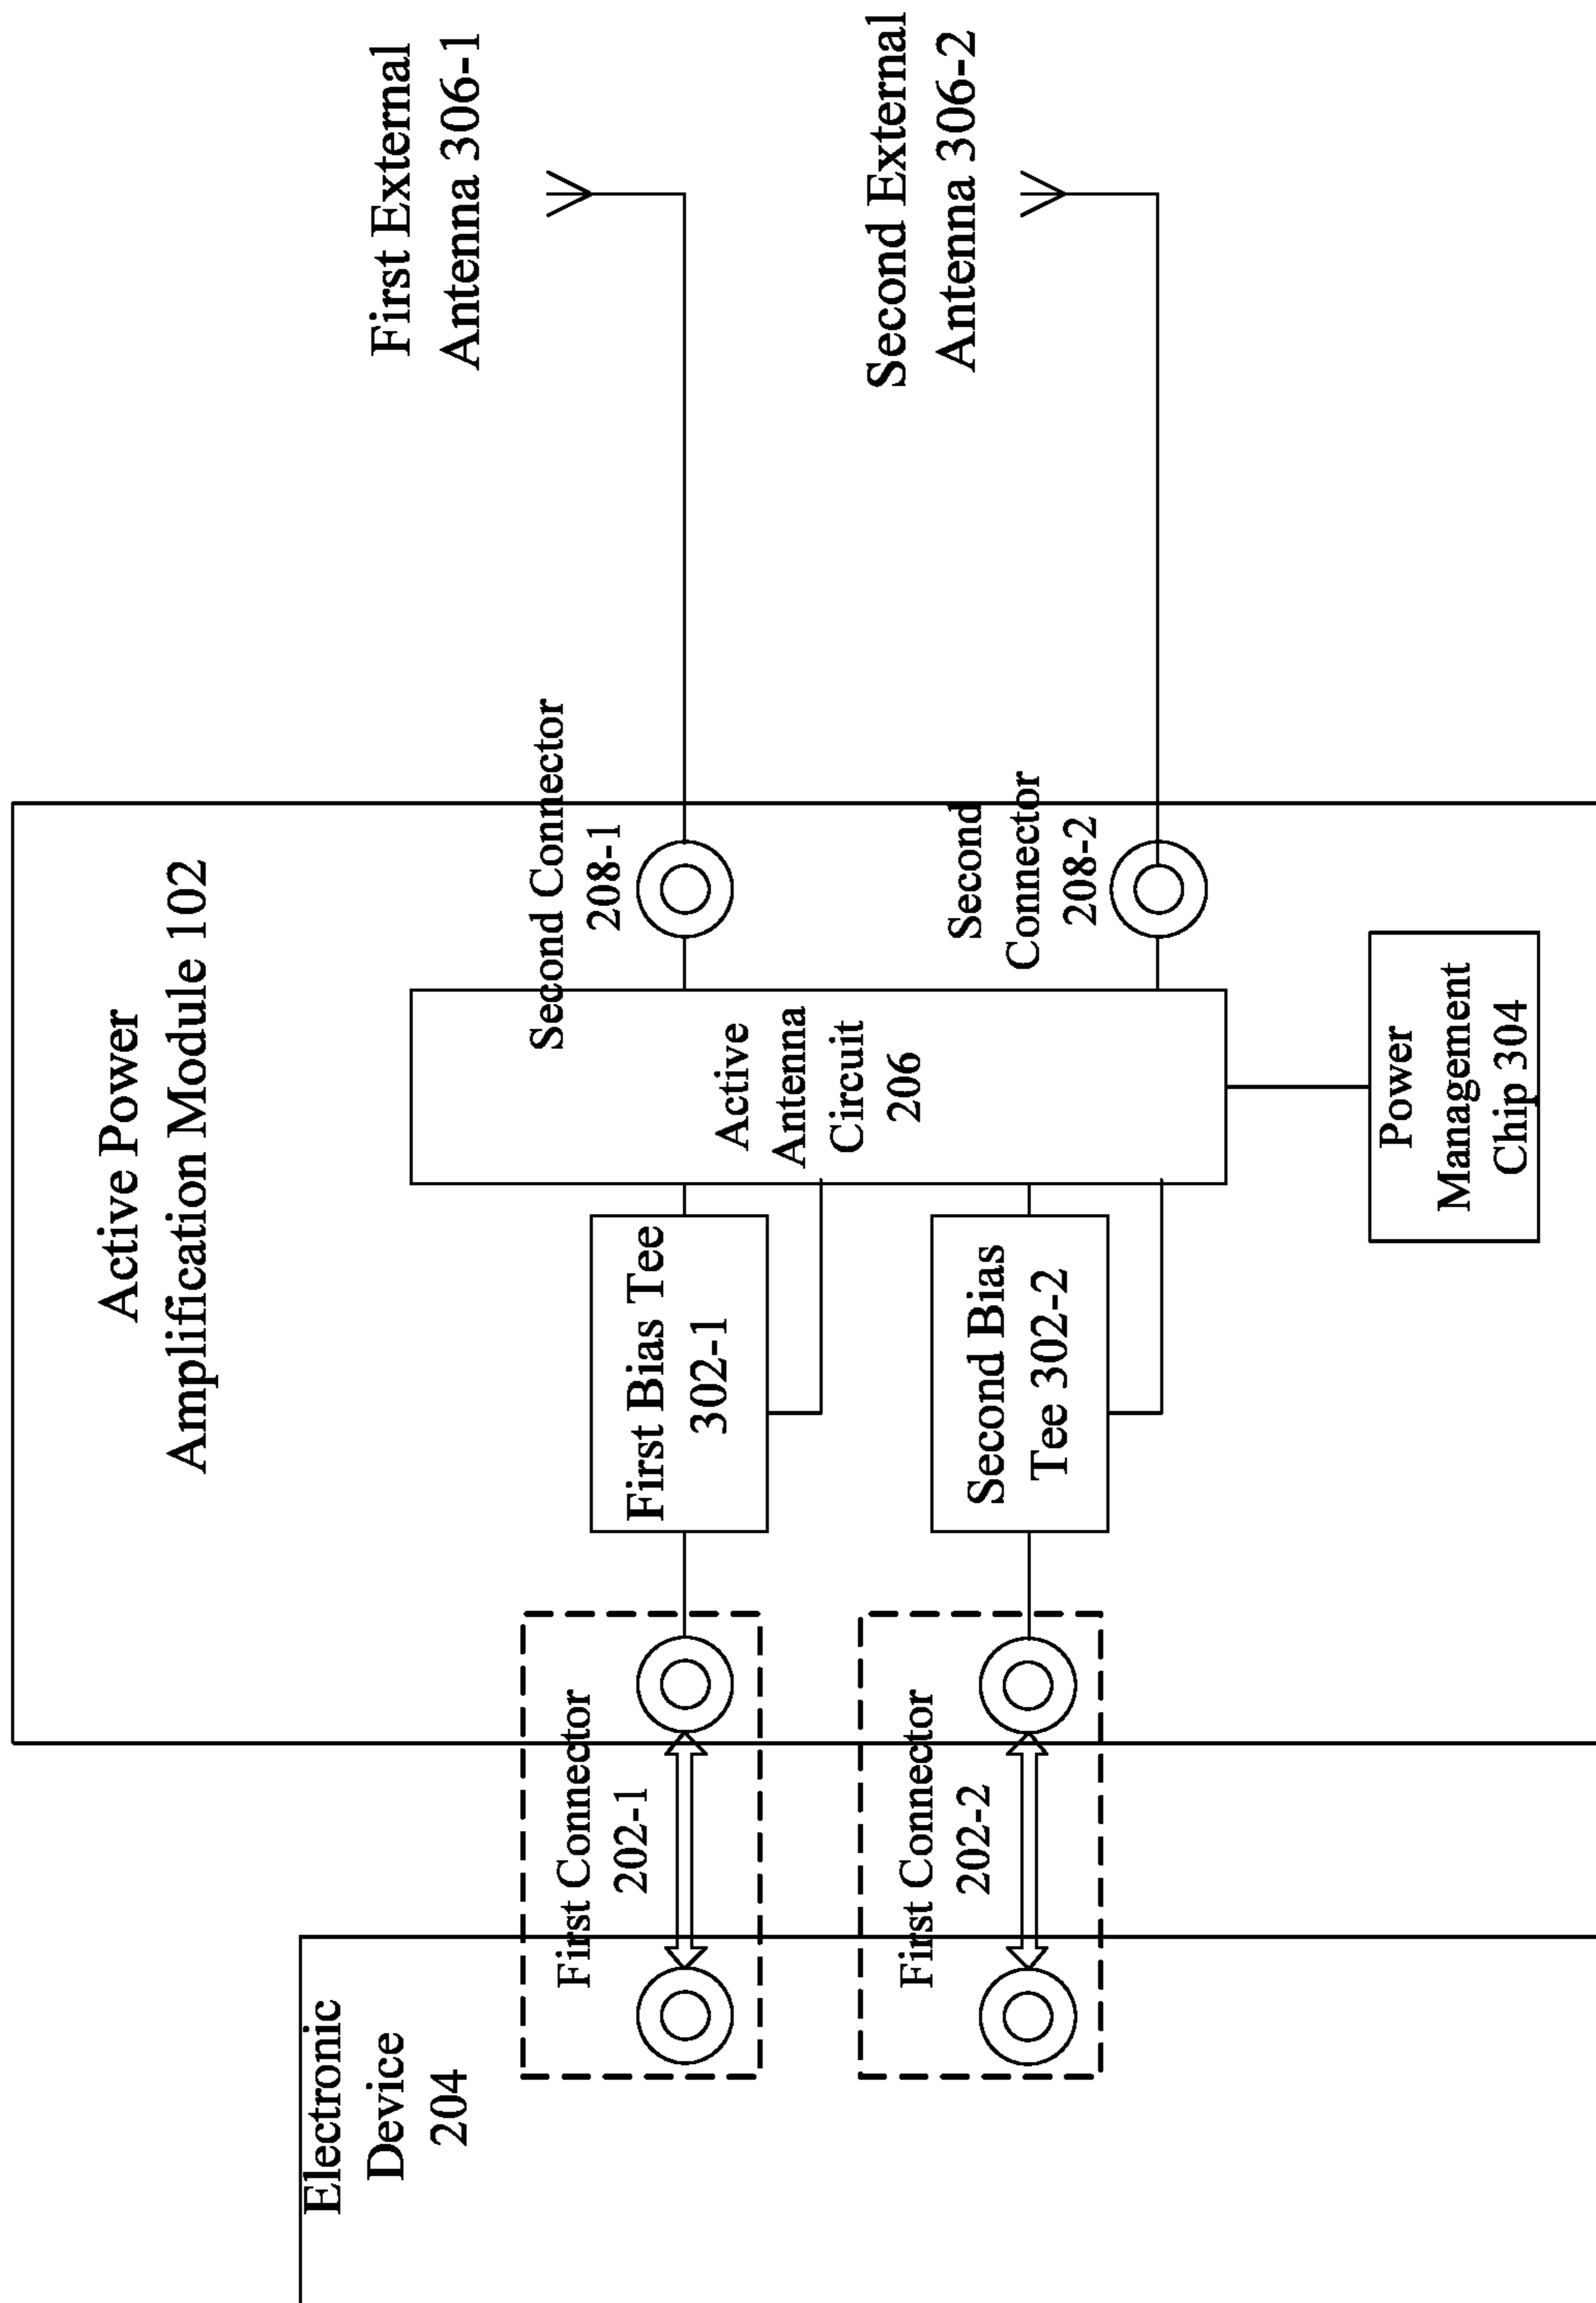 Active Power
Amplification Module 102
Electronic
Device
204
First Connector
202-1
First Connector
202-2
First Bias Tee
302-1
Second Bias
Tee 302-2
Active
Antenna
Circuit
206
Second Connector
208-1
Second
Connector
208-2
Power
Management
Chip 304
First External
Antenna 306-1
Second External
Antenna 306-2